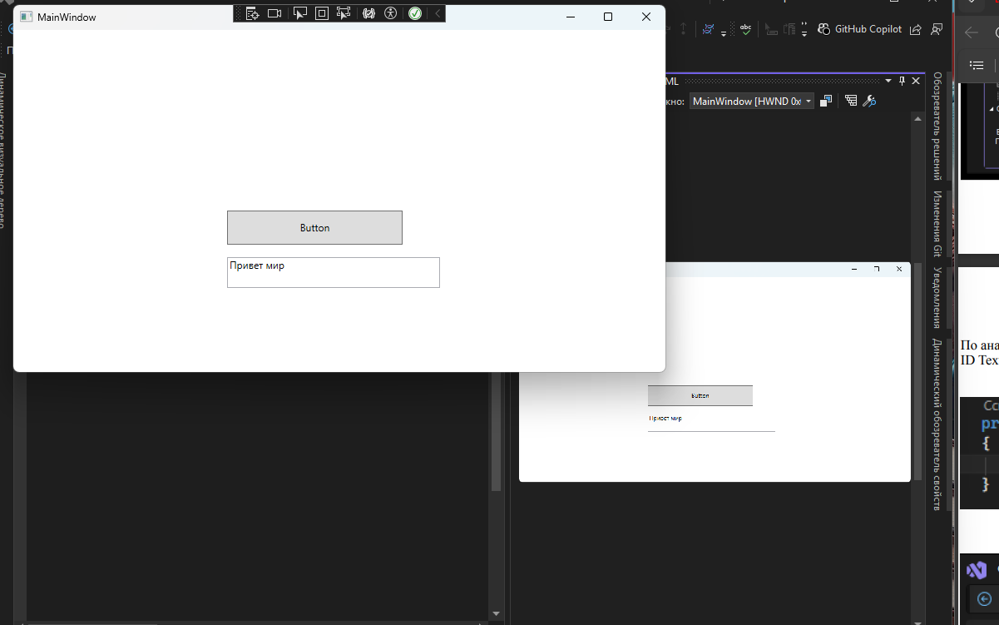 MainWindow
GitHub Copilot
Динамическое визуальное дерево
ML
кно:
MainWindow [HWND 0x
Button
Привет мир
Button
Привет мир
Обозреватель решений
Изменения Git
Уведомления
Динамический обозреватель свойств
По ана
ID Tex
Сс
pr
{
}